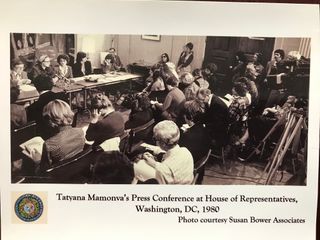 Tatyana Mamonva's Press Conference at House of Representatives,
Washington, DC, 1980
Photo courtesy Susan Bower Associates